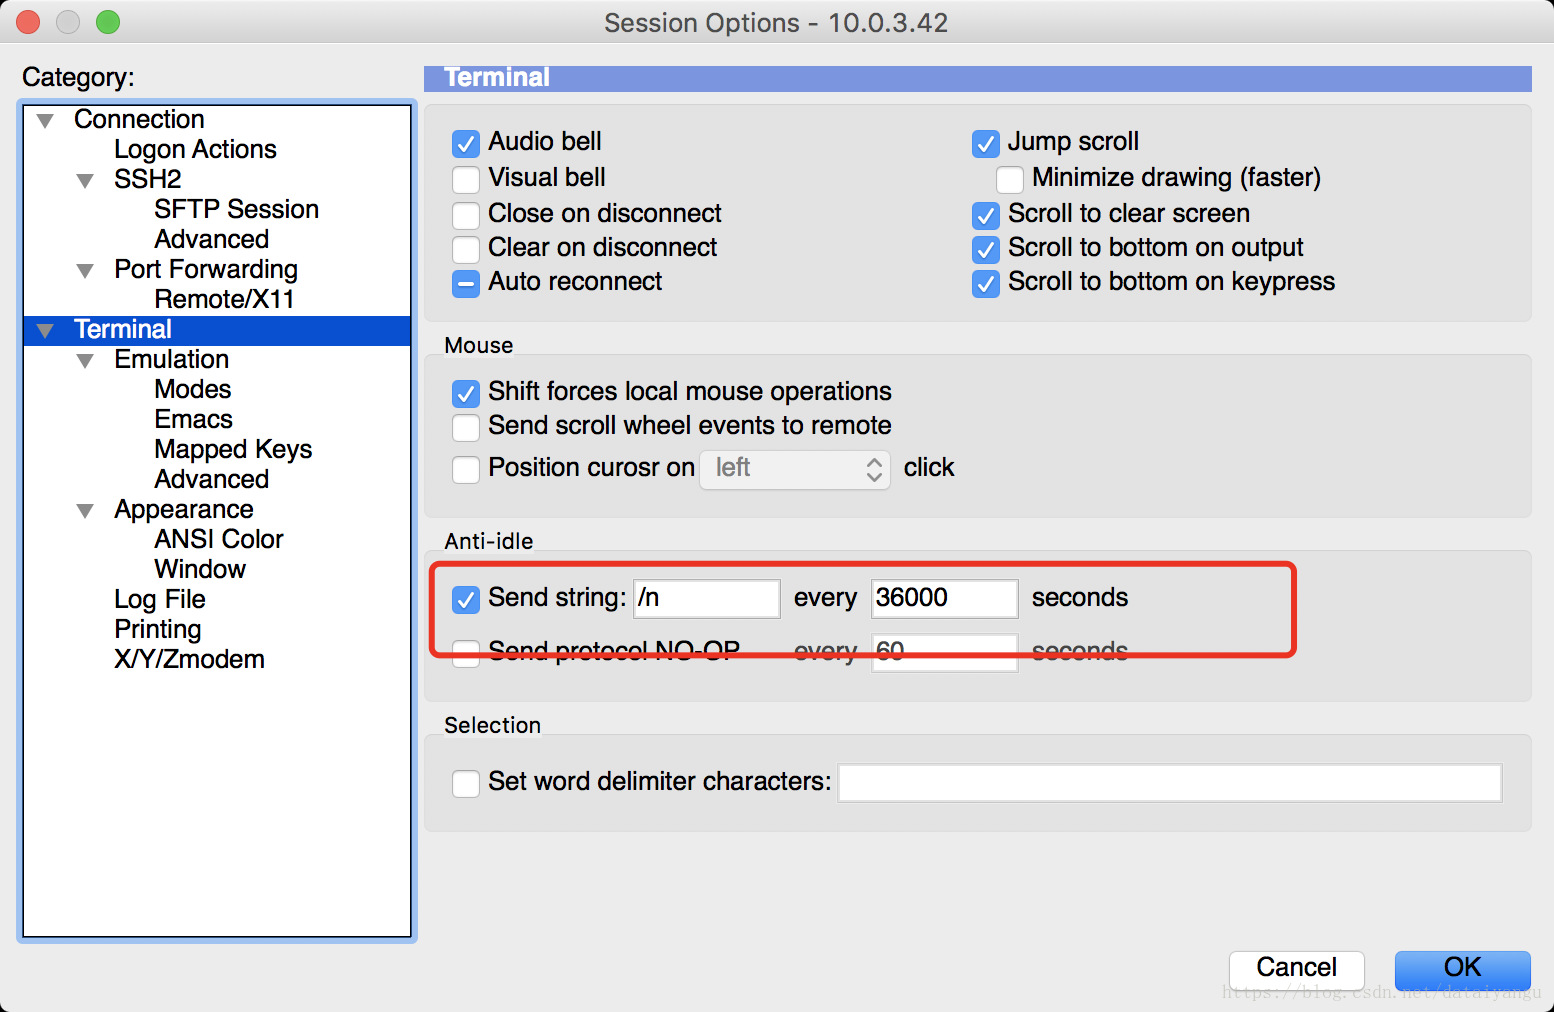 Session Options - 10.0.3.42
Category:
Connection
Logon Actions
SSH2
SFTP Session
Advanced
Port Forwarding
Remote/X11
Terminal
Emulation
Modes
Emacs
Mapped Keys
Advanced
Appearance
ANSI Color
Window
Log File
Printing
X/Y/Zmodem
Terminal
Audio bell
Visual bell
Close on disconnect
Clear on disconnect
Auto reconnect
Jump scroll
Minimize drawing (faster)
Scroll to clear screen
Scroll to bottom on output
Scroll to bottom on keypress
Mouse
Shift forces local mouse operations
Send scroll wheel events to remote
Position curosr on left click
Anti-idle
Send string: /n every 36000 seconds
Send protocol NO-OP every 60 seconds
Selection
Set word delimiter characters:
Cancel OK
https://blog.csdn.net/dataiyangu